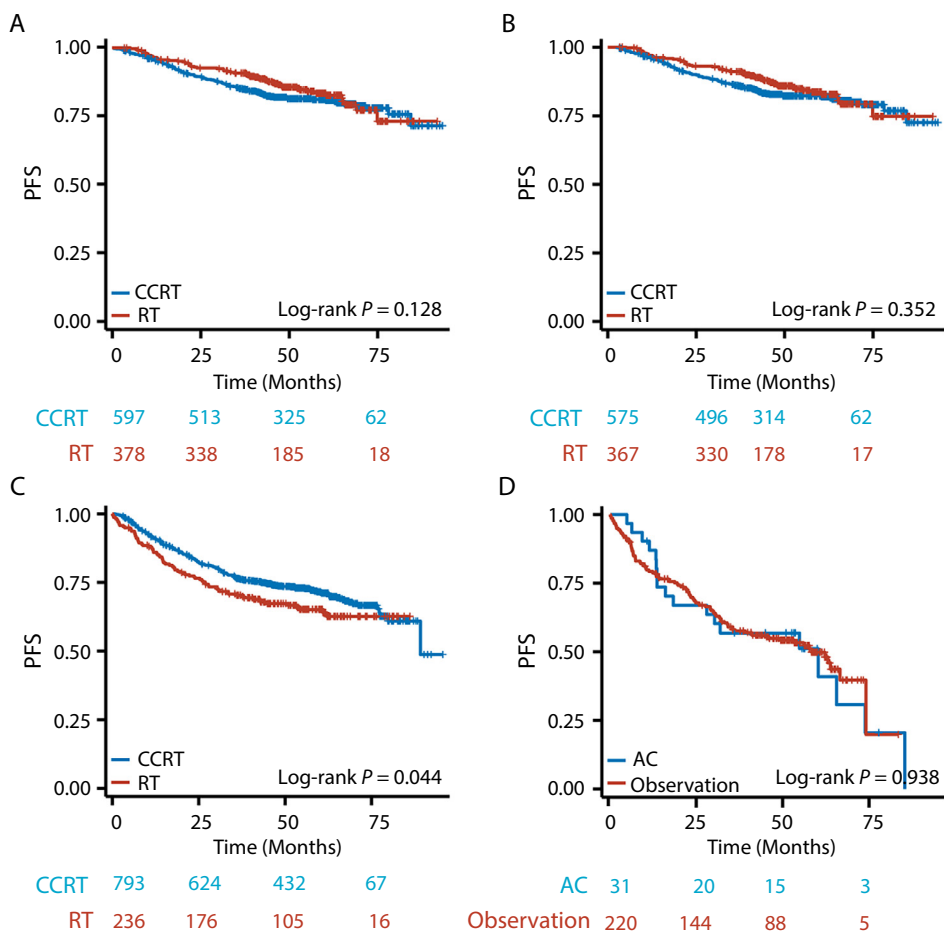 A
1.00
0.75
0.50
0.25
0.00
PFS
CCRT
RT
Log-rank P = 0.128
0 25 50 75
Time (Months)
CCRT 597 513 325 62
RT 378 338 185 18
B
1.00
0.75
0.50
0.25
0.00
PFS
CCRT
RT
Log-rank P = 0.352
0 25 50 75
Time (Months)
CCRT 575 496 314 62
RT 367 330 178 17
C
1.00
0.75
0.50
0.25
0.00
PFS
CCRT
RT
Log-rank P = 0.044
0 25 50 75
Time (Months)
CCRT 793 624 432 67
RT 236 176 105 16
D
1.00
0.75
0.50
0.25
0.00
PFS
AC
Observation
Log-rank P = 0.938
0 25 50 75
Time (Months)
AC 31 20 15 3
Observation 220 144 88 5